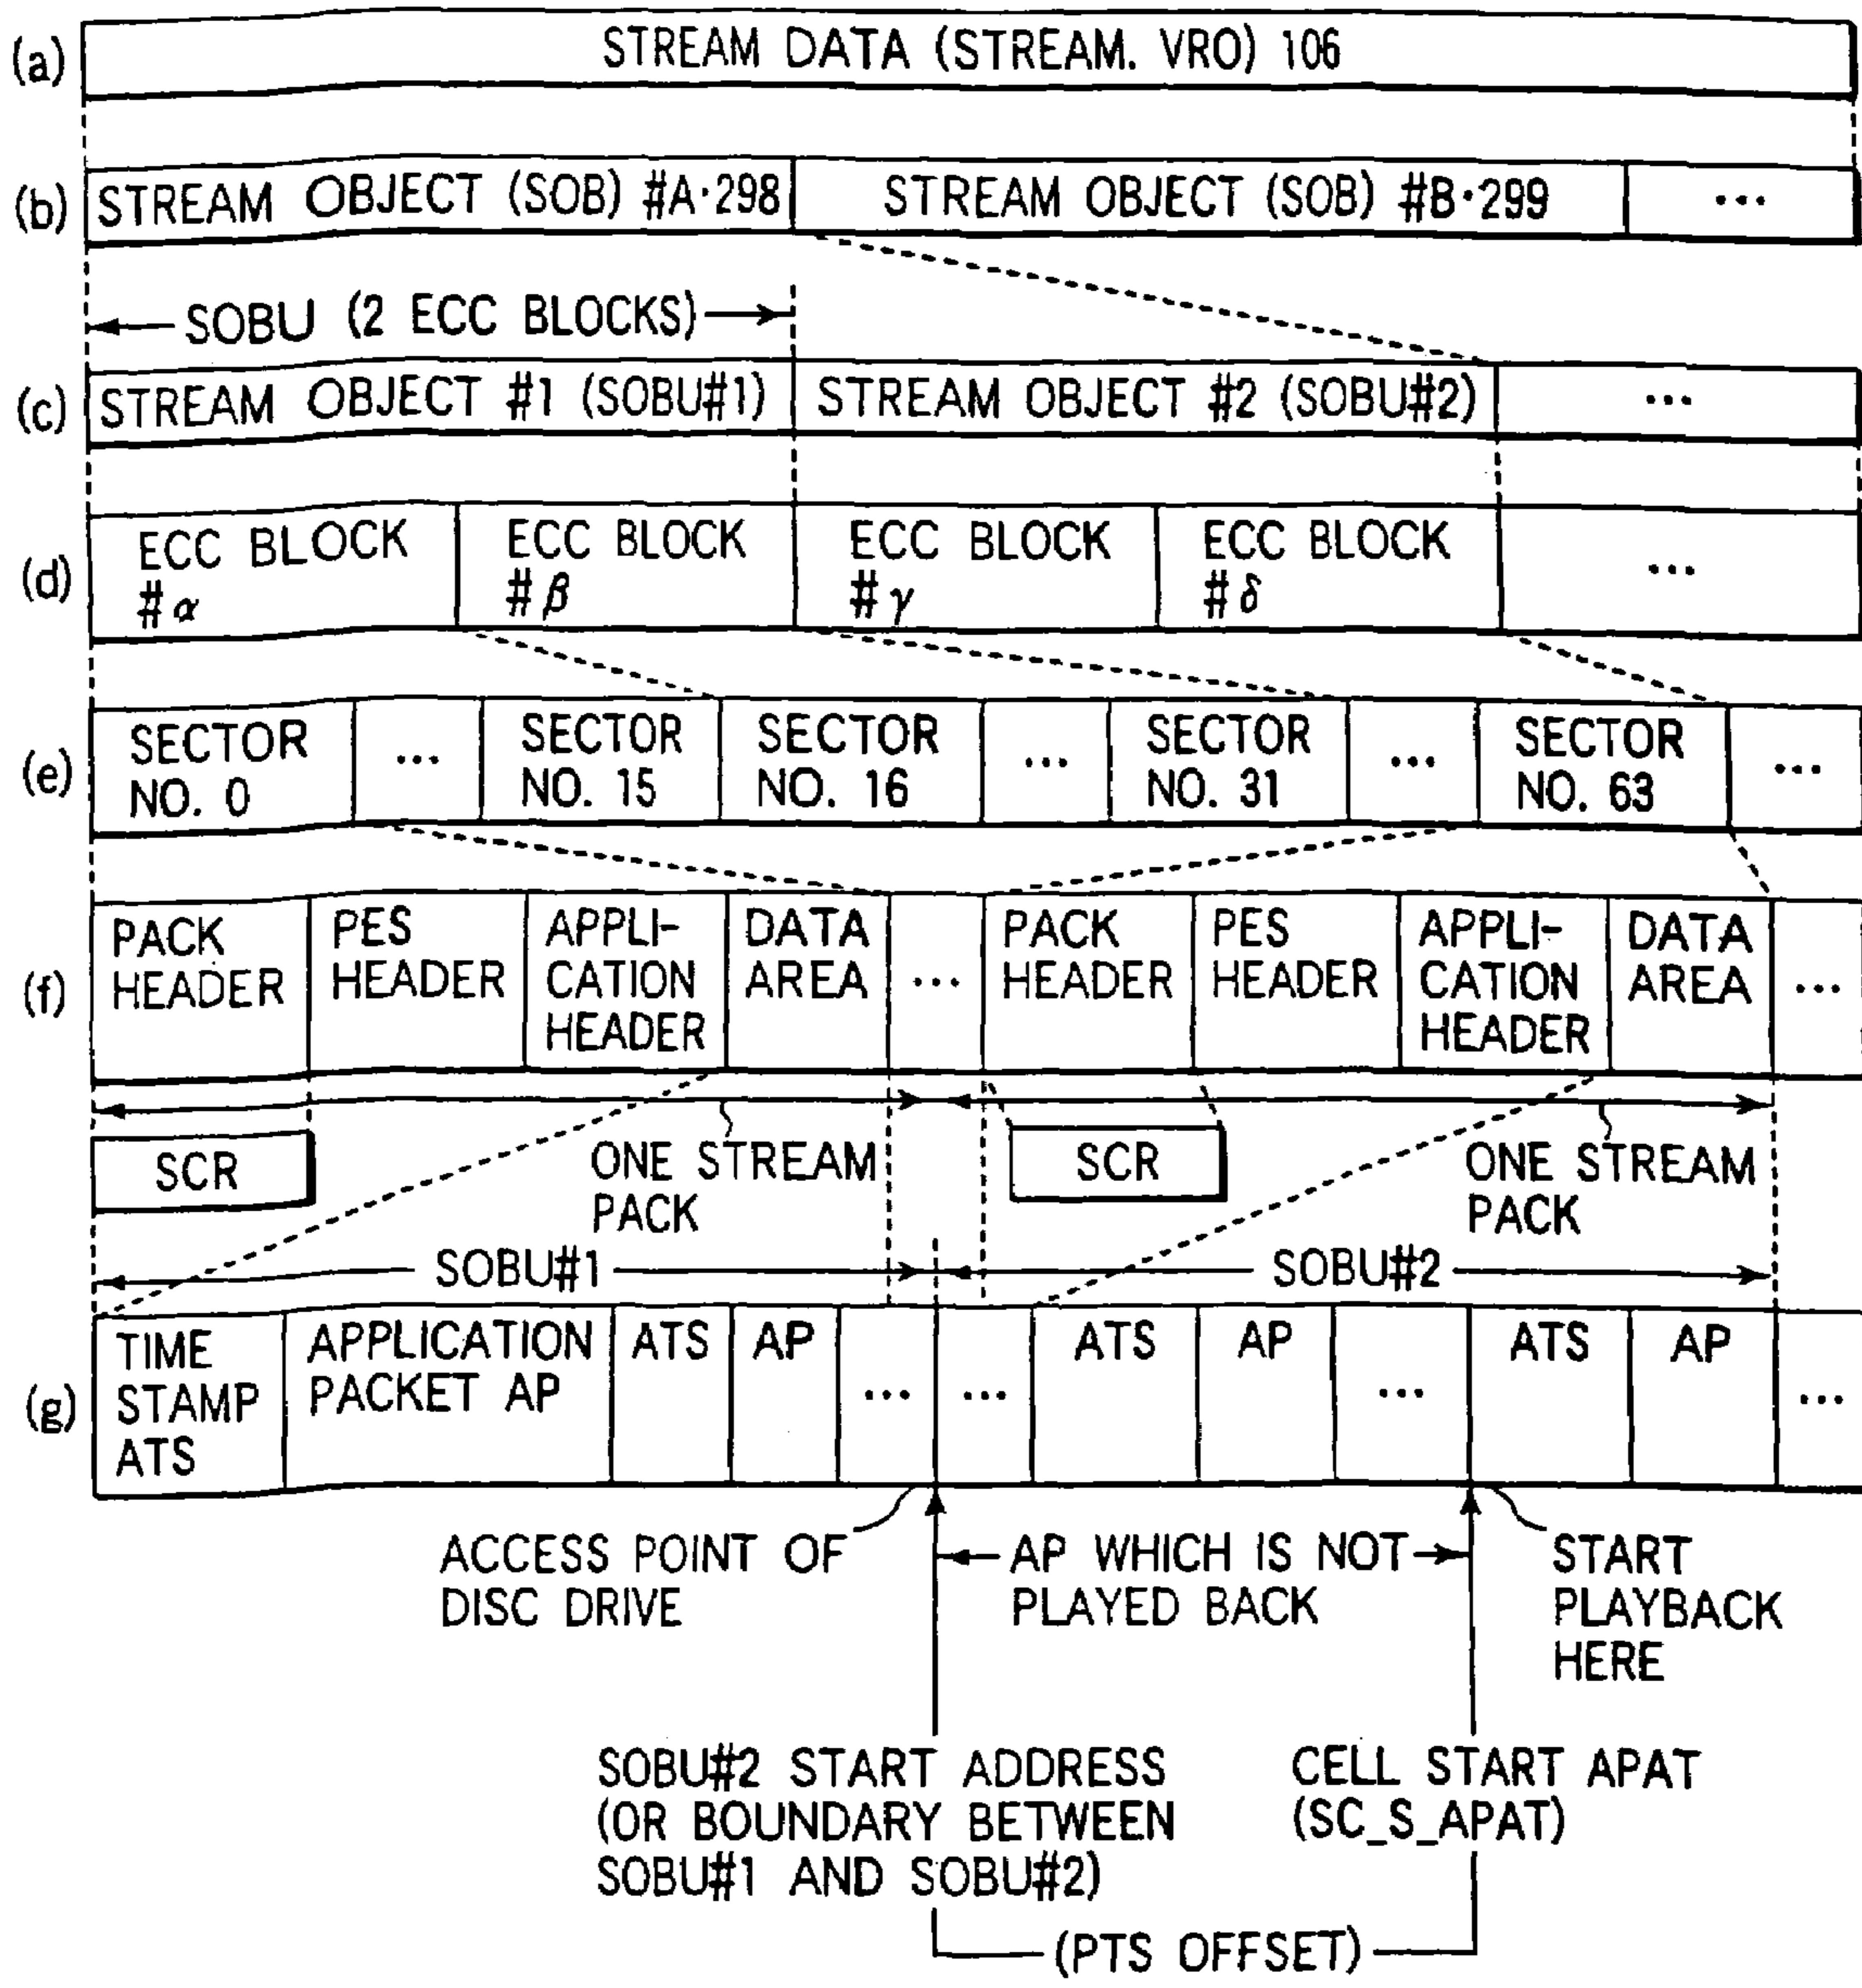 (a) STREAM DATA (STREAM. VRO) 106
(b) STREAM OBJECT (SOB) #A·298 STREAM OBJECT (SOB) #B·299 ...
SOBU (2 ECC BLOCKS)
(c) STREAM OBJECT #1 (SOBU#1) STREAM OBJECT #2 (SOBU#2) ...
(d) ECC BLOCK #α ECC BLOCK #β ECC BLOCK #γ ECC BLOCK #δ ...
(e) SECTOR NO. 0 ... SECTOR NO. 15 SECTOR NO. 16 ... SECTOR NO. 31 ... SECTOR NO. 63 ...
(f) PACK HEADER PES HEADER APPLI-CATION HEADER DATA AREA ... PACK HEADER PES HEADER APPLI-CATION HEADER DATA AREA ...
SCR ONE STREAM PACK SCR ONE STREAM PACK
SOBU#1 SOBU#2
(g) TIME STAMP ATS APPLICATION PACKET AP ATS AP ... ... ATS AP ... ATS AP ...
ACCESS POINT OF DISC DRIVE
AP WHICH IS NOT PLAYED BACK
START PLAYBACK HERE
SOBU#2 START ADDRESS
(OR BOUNDARY BETWEEN
SOBU#1 AND SOBU#2)
CELL START APAT
(SC_S_APAT)
(PTS OFFSET)